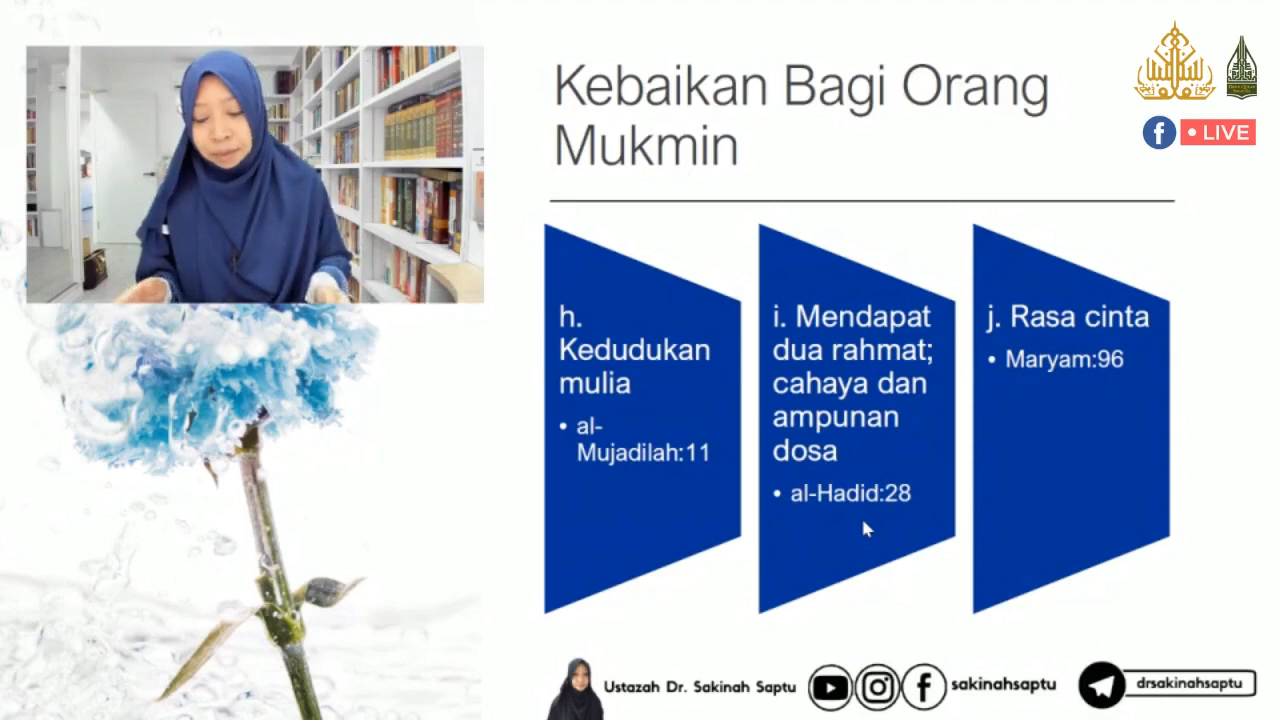 Kebaikan Bagi Orang
Mukmin
• LIVE
h.
Kedudukan
mulia
• al-
Mujadilah:11
i. Mendapat
dua rahmat;
cahaya dan
ampunan
dosa
• al-Hadid:28
j. Rasa cinta
• Maryam:96
Ustazah Dr. Sakinah Saptu
sakinahsaptu
drsakinahsaptu